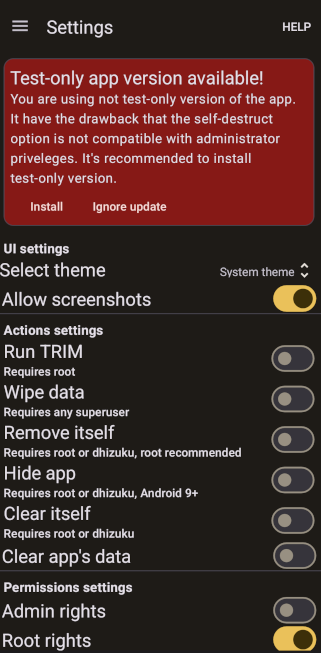 Settings
HELP
Test-only app version available!
You are using not test-only version of the app.
It have the drawback that the self-destruct
option is not compatible with administrator
priveleges. It's recommended to install
test-only version.
Install
Ignore update
UI settings
Select theme
System theme
Allow screenshots
Actions settings
Run TRIM
Requires root
Wipe data
Requires any superuser
Remove itself
Requires root or dhizuku, root recommended
Hide app
Requires root or dhizuku, Android 9+
Clear itself
Requires root or dhizuku
Clear app's data
Permissions settings
Admin rights
Root rights